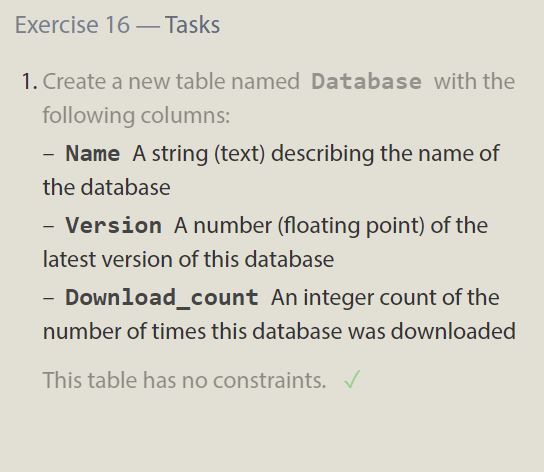 Exercise 16 — Tasks
1. Create a new table named Database with the
following columns:
– Name A string (text) describing the name of
the database
– Version A number (floating point) of the
latest version of this database
– Download_count An integer count of the
number of times this database was downloaded
This table has no constraints. ✓